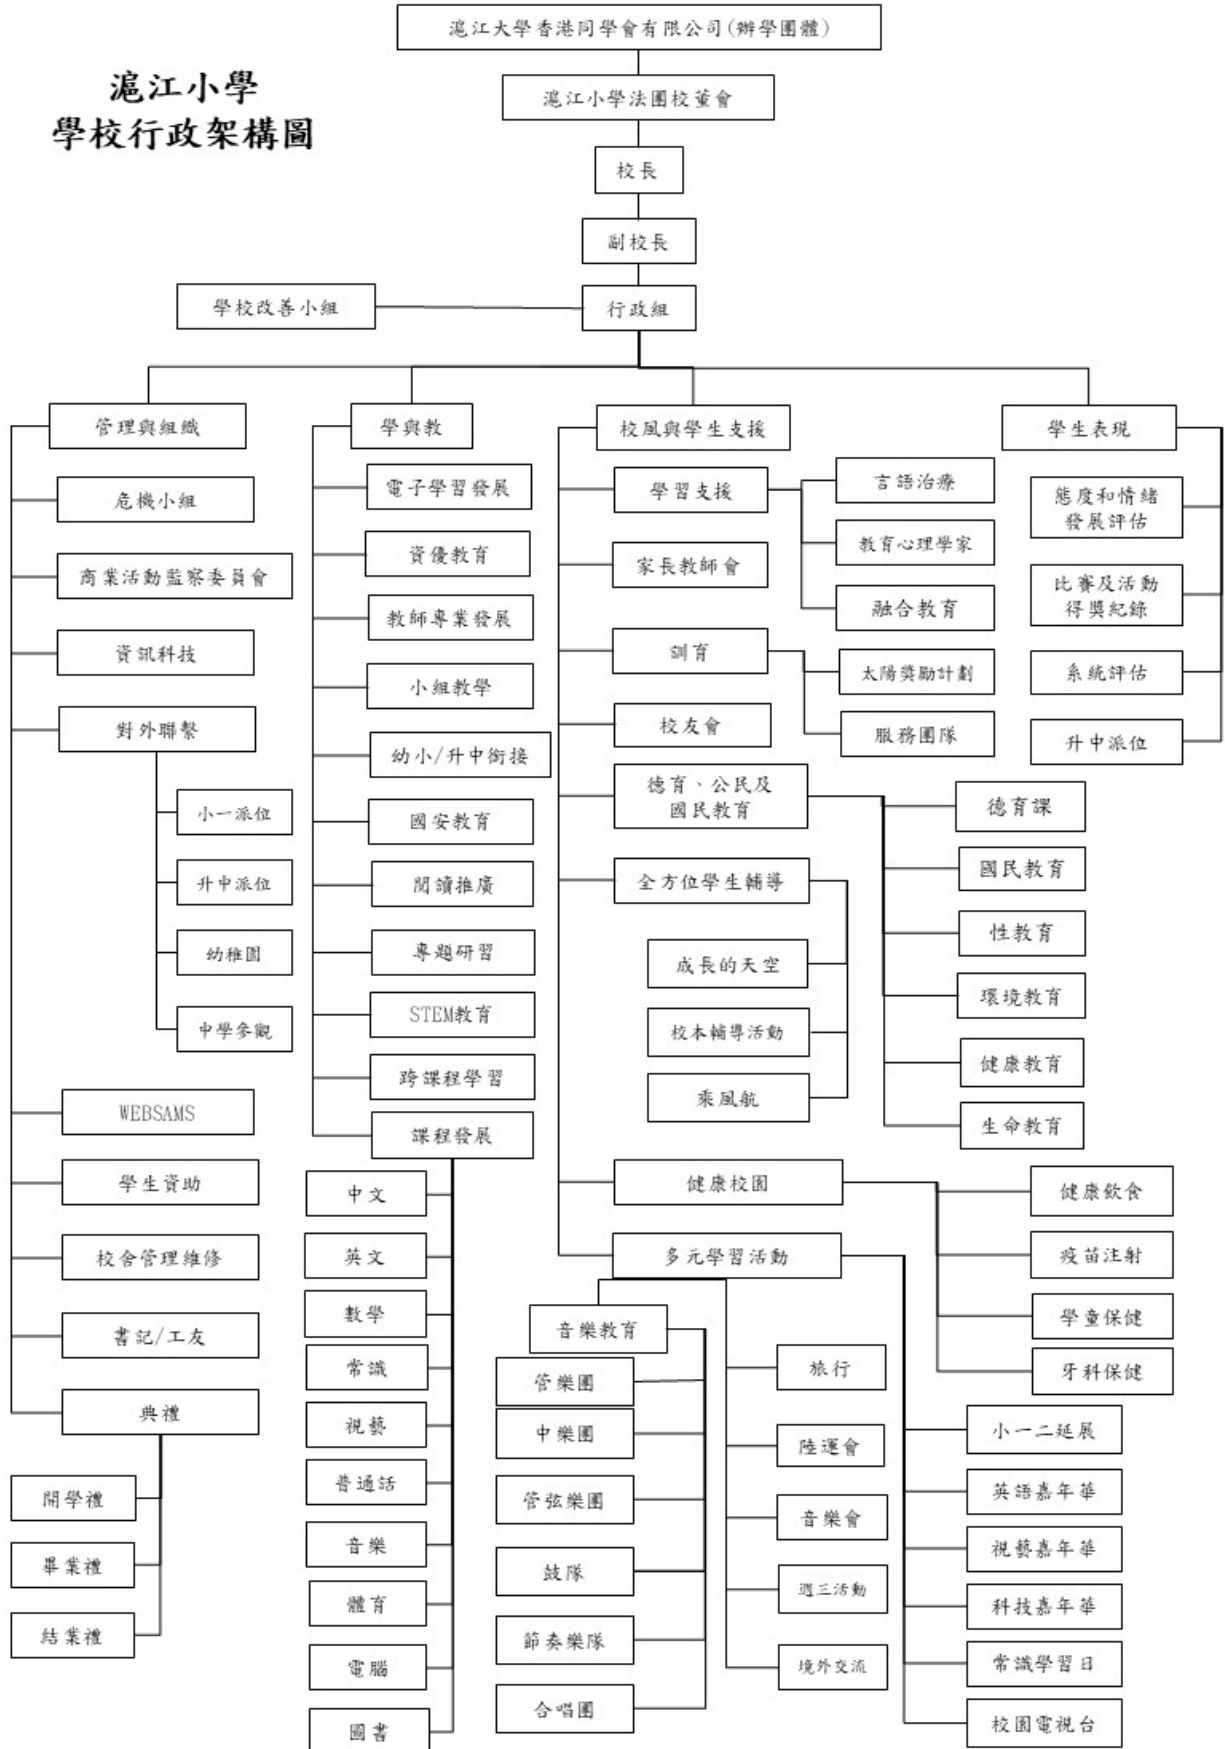 滬江大學香港同學會有限公司(辦學團體)
滬江小學
學校行政架構圖
滬江小學法團校董會
校長
副校長
學校改善小組
行政組
管理與組織
危機小組
商業活動監察委員會
資訊科技
對外聯繫
小一派位
升中派位
幼稚園
中學參觀
WEBSAMS
學生資助
校舍管理維修
書記/工友
典禮
開學禮
畢業禮
結業禮
學與教
電子學習發展
資優教育
教師專業發展
小組教學
幼小/升中銜接
國安教育
閱讀推廣
專題研習
STEM教育
跨課程學習
課程發展
中文
英文
數學
常識
視藝
普通話
音樂
體育
電腦
圖書
校風與學生支援
學習支援
言語治療
教育心理學家
融合教育
家長教師會
訓育
太陽獎勵計劃
服務團隊
校友會
德育、公民及
國民教育
德育課
國民教育
性教育
環境教育
健康教育
生命教育
全方位學生輔導
成長的天空
校本輔導活動
乘風航
健康校園
健康飲食
疫苗注射
學童保健
牙科保健
多元學習活動
音樂教育
管樂團
中樂團
管弦樂團
鼓隊
節奏樂隊
合唱團
旅行
陸運會
音樂會
週三活動
境外交流
小一二延展
英語嘉年華
視藝嘉年華
科技嘉年華
常識學習日
校園電視台
學生表現
態度和情緒
發展評估
比賽及活動
得獎紀錄
系統評估
升中派位